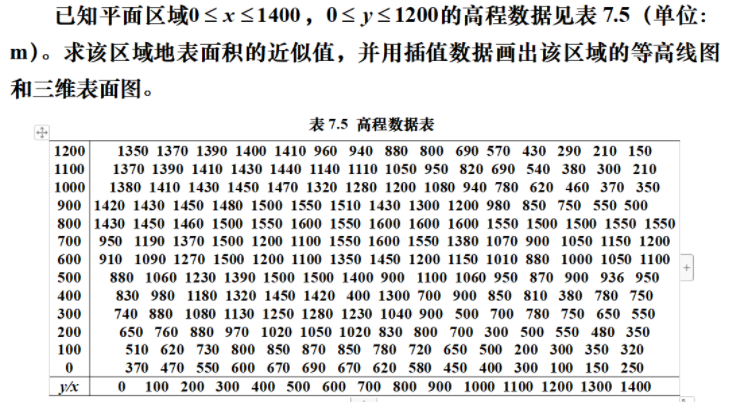 已知平面区域0≤x≤1400，0≤y≤1200的高程数据见表 7.5（单位：
m）。求该区域地表面积的近似值，并用插值数据画出该区域的等高线图
和三维表面图。
表 7.5 高程数据表
1200 1350 1370 1390 1400 1410 960 940 880 800 690 570 430 290 210 150
1100 1370 1390 1410 1430 1440 1140 1110 1050 950 820 690 540 380 300 210
1000 1380 1410 1430 1450 1470 1320 1280 1200 1080 940 780 620 460 370 350
900 1420 1430 1450 1480 1500 1550 1510 1430 1300 1200 980 850 750 550 500
800 1430 1450 1460 1500 1550 1600 1550 1600 1600 1600 1550 1500 1500 1550 1550
700 950 1190 1370 1500 1200 1100 1550 1600 1550 1380 1070 900 1050 1150 1200
600 910 1090 1270 1500 1200 1100 1350 1450 1200 1150 1010 880 1000 1050 1100
500 880 1060 1230 1390 1500 1500 1400 900 1100 1060 950 870 900 936 950
400 830 980 1180 1320 1450 1420 400 1300 700 900 850 810 380 780 750
300 740 880 1080 1130 1250 1280 1230 1040 900 500 700 780 750 650 550
200 650 760 880 970 1020 1050 1020 830 800 700 300 500 550 480 350
100 510 620 730 800 850 870 850 780 720 650 500 200 300 350 320
0 370 470 550 600 670 690 670 620 580 450 400 300 100 150 250
y/x 0 100 200 300 400 500 600 700 800 900 1000 1100 1200 1300 1400